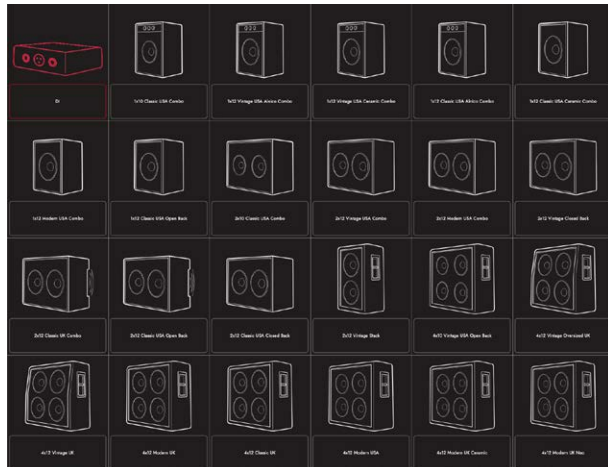 DI
1x10 Classic USA Combo
1x12 Vintage USA Alnico Combo
1x12 Vintage USA Ceramic Combo
1x12 Classic USA Alnico Combo
1x12 Classic USA Ceramic Combo
1x12 Modern USA Combo
1x12 Classic USA Open Back
2x10 Classic USA Combo
2x12 Vintage USA Combo
2x12 Modern USA Combo
2x12 Vintage Closed Back
2x12 Classic UK Combo
2x12 Classic USA Open Back
2x12 Classic USA Closed Back
2x12 Vintage Stack
4x10 Vintage USA Open Back
4x12 Vintage Oversized UK
4x12 Vintage UK
4x12 Modern UK
4x12 Classic UK
4x12 Modern USA
4x12 Modern UK Ceramic
4x12 Modern UK Neo